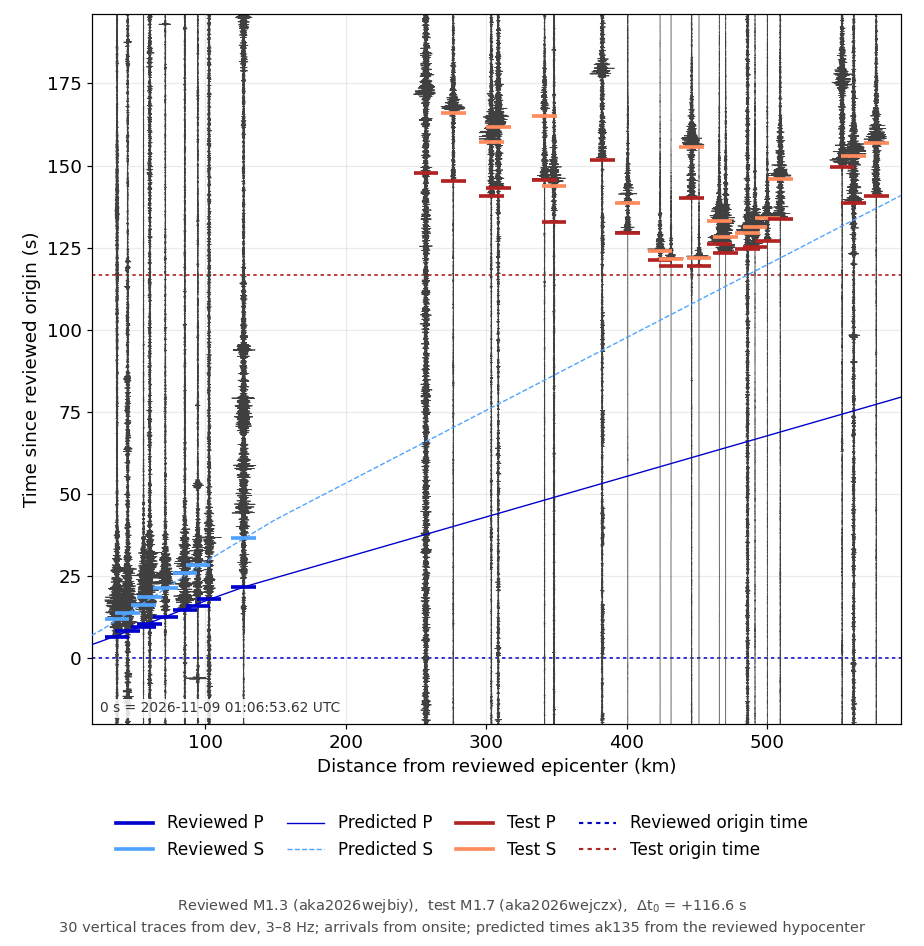 175
150
125
100
75
50
25
0
Time since reviewed origin (s)
0 s = 2026-11-09 01:06:53.62 UTC
100 200 300 400 500
Distance from reviewed epicenter (km)
Reviewed P Predicted P Test P Reviewed origin time
Reviewed S Predicted S Test S Test origin time
Reviewed M1.3 (aka2026wejbiy), test M1.7 (aka2026wejczx), Δt₀ = +116.6 s
30 vertical traces from dev, 3–8 Hz; arrivals from onsite; predicted times ak135 from the reviewed hypocenter